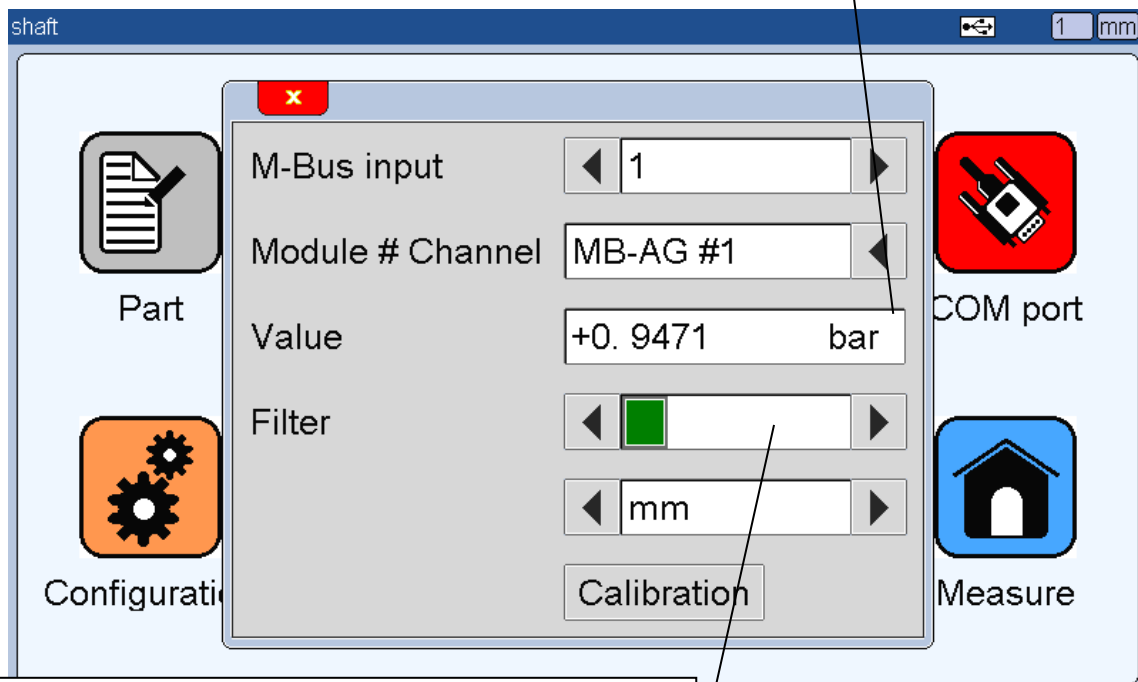 shaft 1 mm
x
M-Bus input 1
Module # Channel MB-AG #1
Part COM port
Value +0. 9471 bar
Filter
mm
Configurati Measure
Calibration